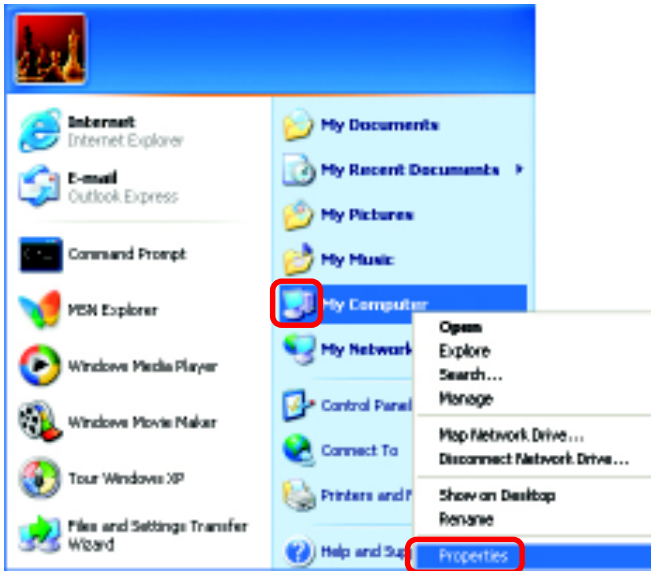 Internet
Internet Explorer
E-mail
Outlook Express
Command Prompt
MSN Explorer
Windows Media Player
Windows Movie Maker
Tour Windows XP
Files and Settings Transfer
Wizard
My Documents
My Recent Documents
My Pictures
My Music
My Computer
My Network
Control Panel
Connect To
Printers and F
Help and Sup
Open
Explore
Search...
Manage
Map Network Drive...
Disconnect Network Drive...
Show on Desktop
Rename
Properties